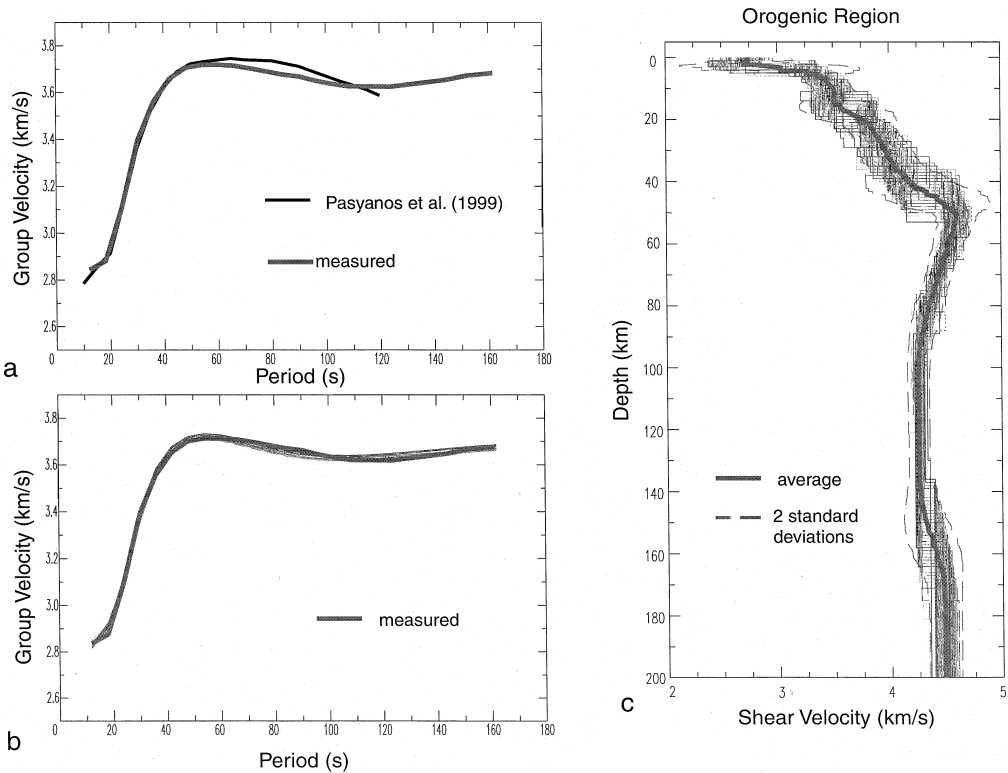 3.8
3.6
3.4
3.2
3.0
2.8
2.6
Group Velocity (km/s)
Pasyanos et al. (1999)
measured
0 20 40 60 80 100 120 140 160 180
Period (s)
a
3.8
3.6
3.4
3.2
3.0
2.8
2.6
Group Velocity (km/s)
measured
0 20 40 60 80 100 120 140 160 180
Period (s)
b
Orogenic Region
0
20
40
60
80
100
120
140
160
180
200
Depth (km)
average
2 standard
deviations
2 3 4 5
Shear Velocity (km/s)
c